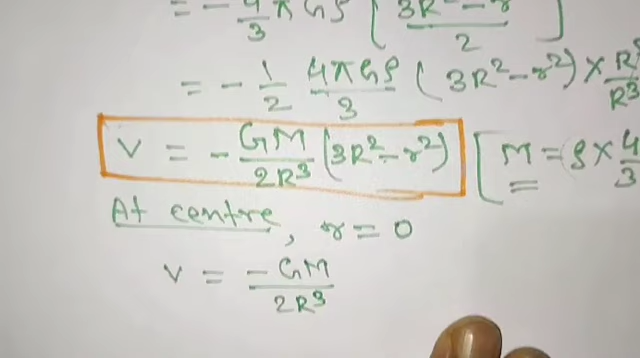 = - 4/3 πGρ [ 3R² - r²/2 ]
= - 1/2 4πGρ/3 ( 3R² - r² ) × R³/R³
V = - GM/2R³ (3R² - r²) [ M = ρ × 4/3
At centre, r = 0
V = -GM/2R³